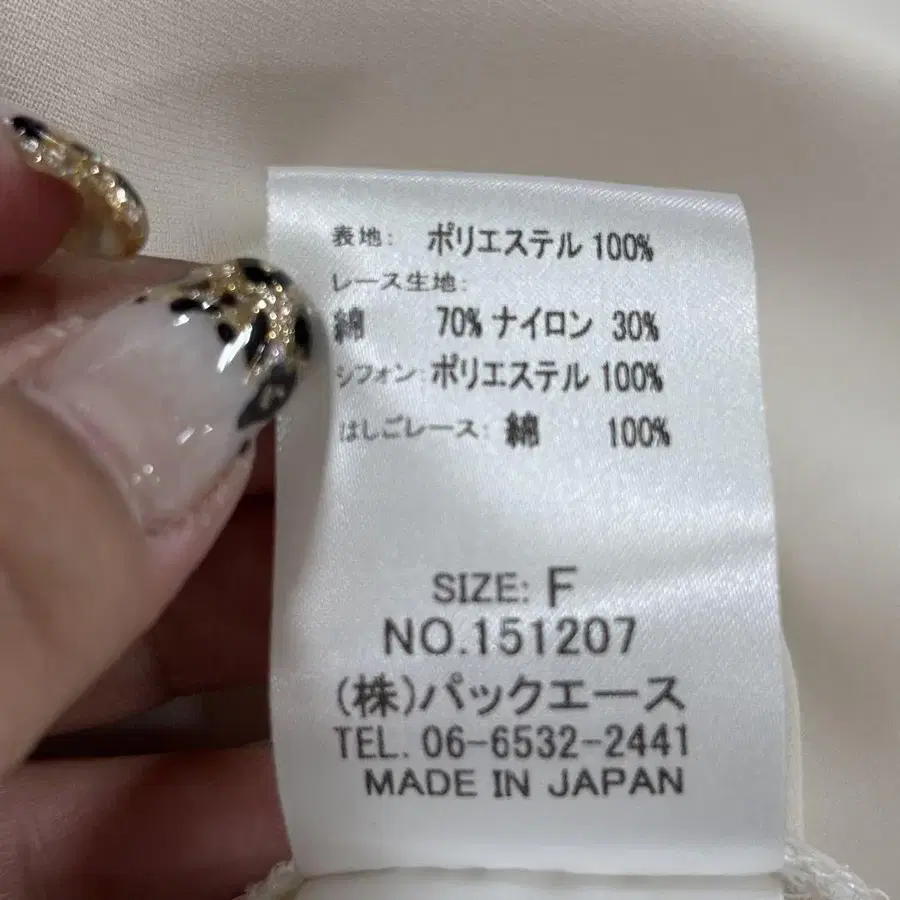 表地: ポリエステル 100%
レース生地:
綿 70% ナイロン 30%
シフォン: ポリエステル 100%
はしごレース: 綿 100%
SIZE: F
NO.151207
(株)パックエース
TEL. 06-6532-2441
MADE IN JAPAN